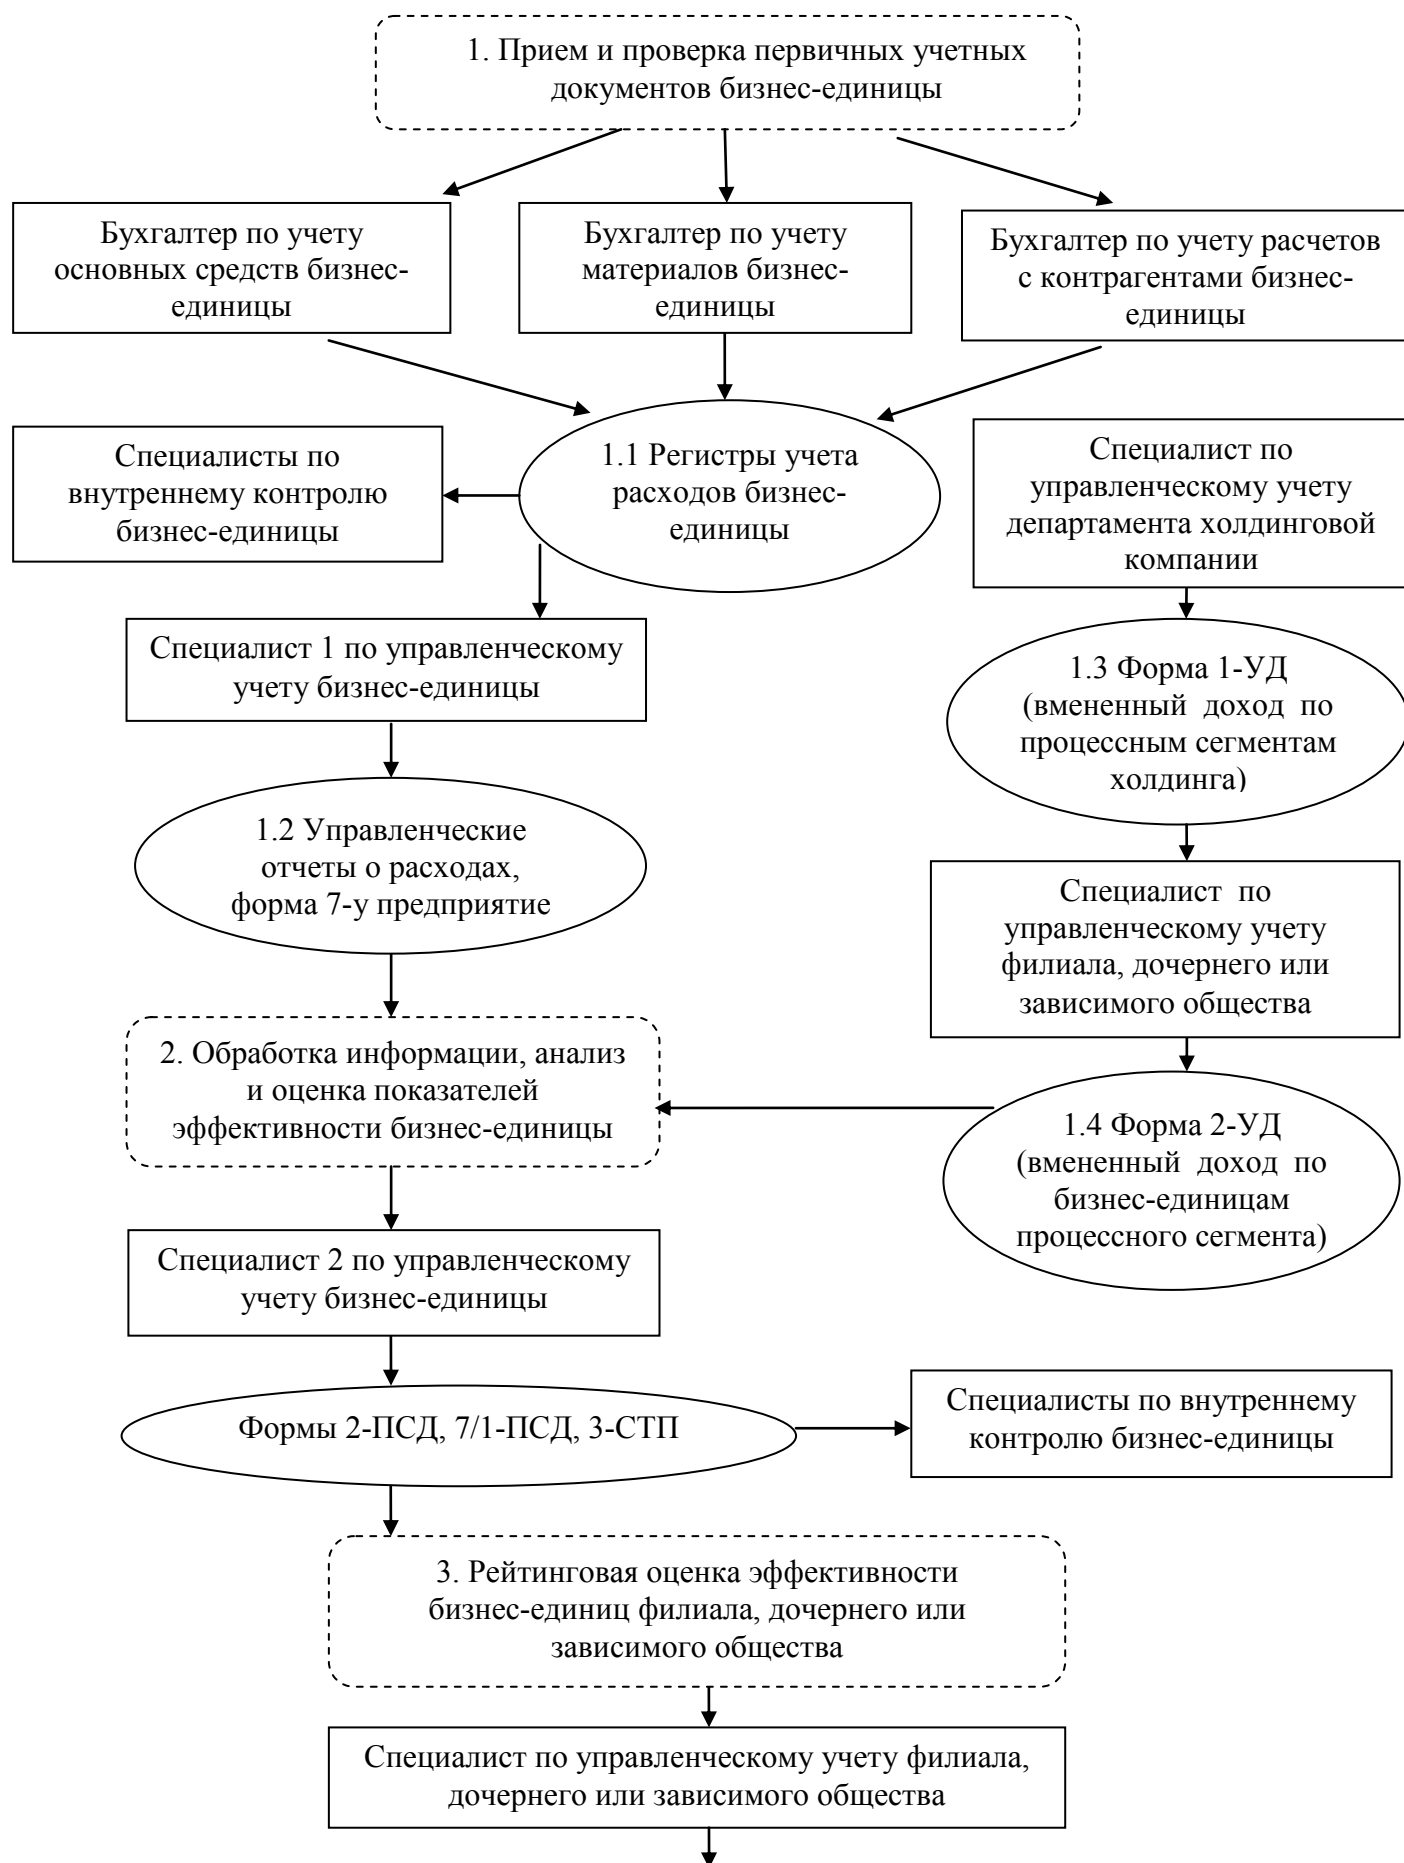 1. Прием и проверка первичных учетных
документов бизнес-единицы
Бухгалтер по учету
основных средств бизнес-
единицы
Бухгалтер по учету
материалов бизнес-
единицы
Бухгалтер по учету расчетов
с контрагентами бизнес-
единицы
Специалисты по
внутреннему контролю
бизнес-единицы
1.1 Регистры учета
расходов бизнес-
единицы
Специалист по
управленческому учету
департамента холдинговой
компании
Специалист 1 по управленческому
учету бизнес-единицы
1.3 Форма 1-УД
(вмененный доход по
процессным сегментам
холдинга)
1.2 Управленческие
отчеты о расходах,
форма 7-у предприятие
Специалист по
управленческому учету
филиала, дочернего или
зависимого общества
2. Обработка информации, анализ
и оценка показателей
эффективности бизнес-единицы
1.4 Форма 2-УД
(вмененный доход по
бизнес-единицам
процессного сегмента)
Специалист 2 по управленческому
учету бизнес-единицы
Формы 2-ПСД, 7/1-ПСД, 3-СТП
Специалисты по внутреннему
контролю бизнес-единицы
3. Рейтинговая оценка эффективности
бизнес-единиц филиала, дочернего или
зависимого общества
Специалист по управленческому учету филиала,
дочернего или зависимого общества